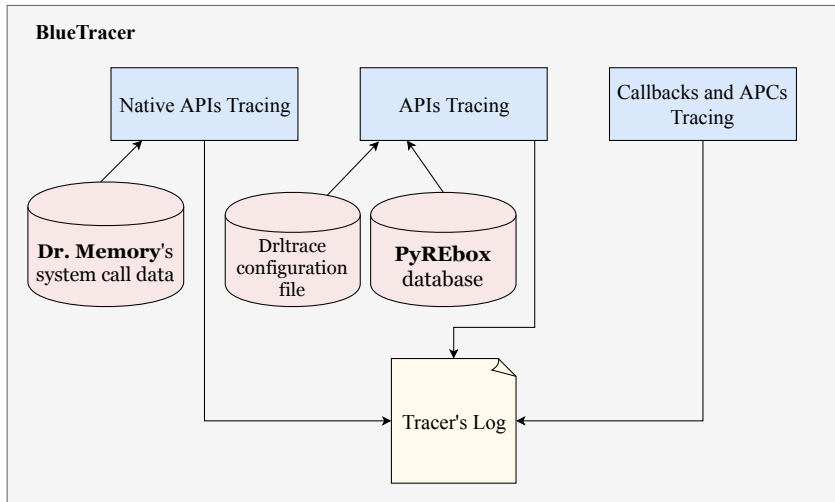 BlueTracer
Native APIs Tracing
APIs Tracing
Callbacks and APCs
Tracing
Dr. Memory's
system call data
Drltrace
configuration
file
PyREbox
database
Tracer's Log